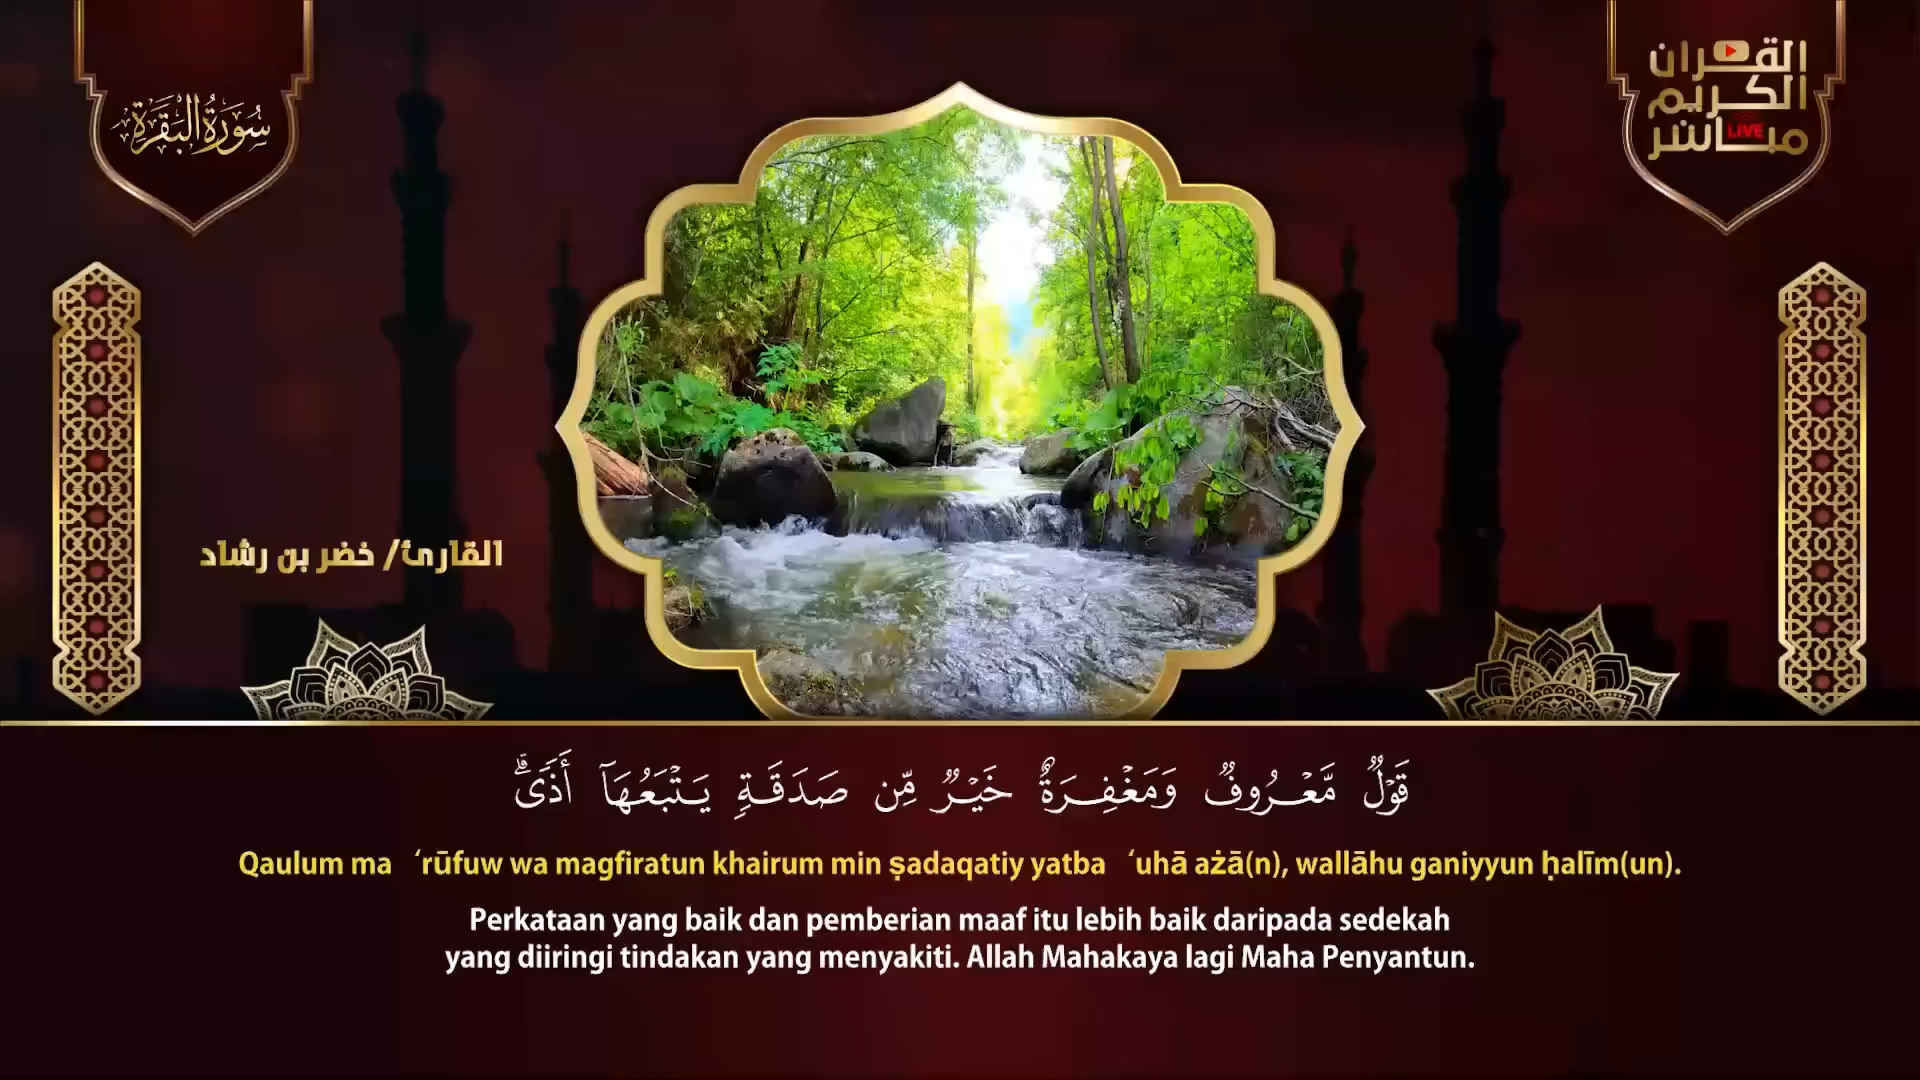 سُورَةُ البَقَرَةِ
القرآن
الكريم
مباشر
LIVE
القارئ/ خضر بن رشاد
قَوْلٌ مَّعْرُوفٌ وَمَغْفِرَةٌ خَيْرٌ مِّن صَدَقَةٍ يَتْبَعُهَآ أَذًىۗ
Qaulum ma ‘rūfuw wa magfiratun khairum min ṣadaqatiy yatba ‘uhā ażā(n), wallāhu ganiyyun ḥalīm(un).
Perkataan yang baik dan pemberian maaf itu lebih baik daripada sedekah
yang diiringi tindakan yang menyakiti. Allah Mahakaya lagi Maha Penyantun.